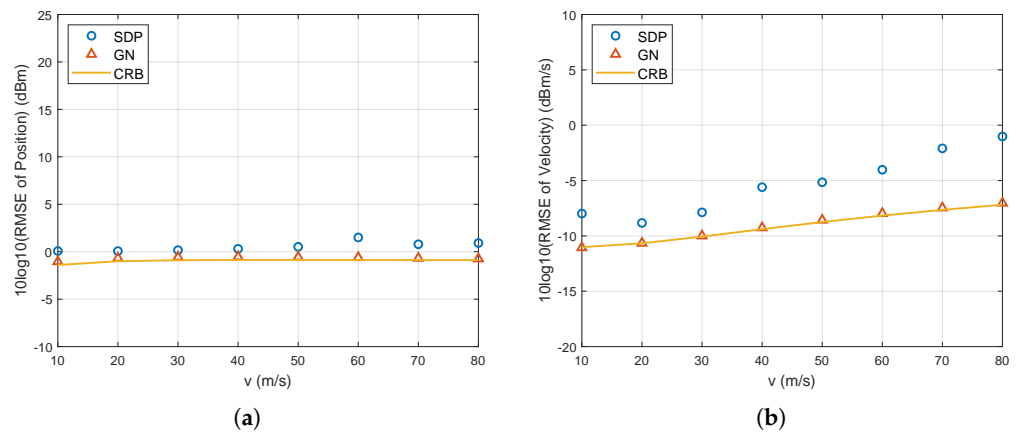 25
20
15
10
5
0
-5
-10
10 20 30 40 50 60 70 80
v (m/s)
10log10(RMSE of Position) (dBm)
SDP
GN
CRB
(a)
10
5
0
-5
-10
-15
-20
10 20 30 40 50 60 70 80
v (m/s)
10log10(RMSE of Velocity) (dBm/s)
SDP
GN
CRB
(b)